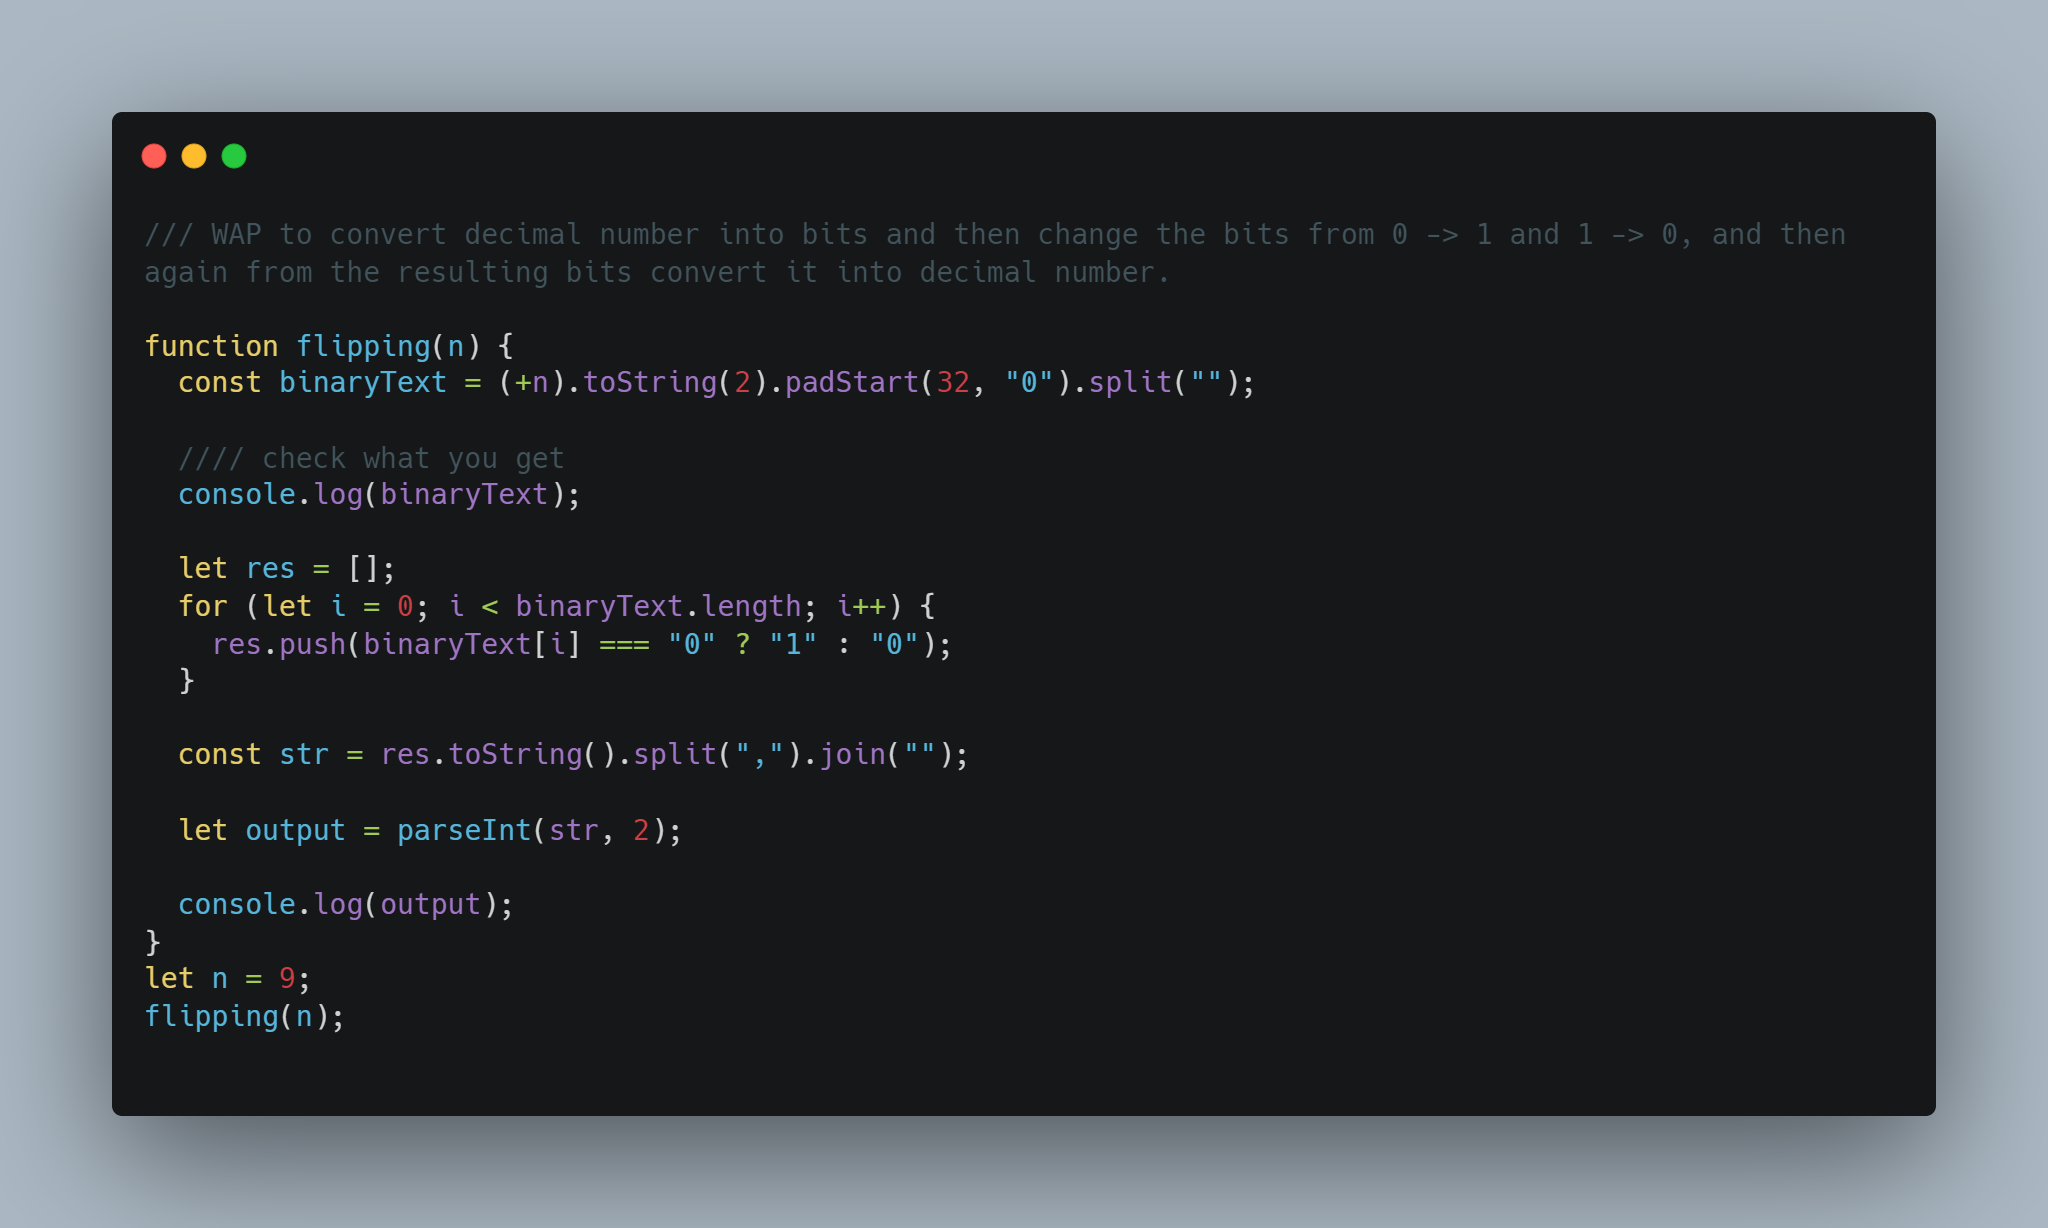 /// WAP to convert decimal number into bits and then change the bits from 0 -> 1 and 1 -> 0, and then
again from the resulting bits convert it into decimal number.

function flipping(n) {
  const binaryText = (+n).toString(2).padStart(32, "0").split("");

  //// check what you get
  console.log(binaryText);

  let res = [];
  for (let i = 0; i < binaryText.length; i++) {
    res.push(binaryText[i] === "0" ? "1" : "0");
  }

  const str = res.toString().split(",").join("");

  let output = parseInt(str, 2);

  console.log(output);
}
let n = 9;
flipping(n);